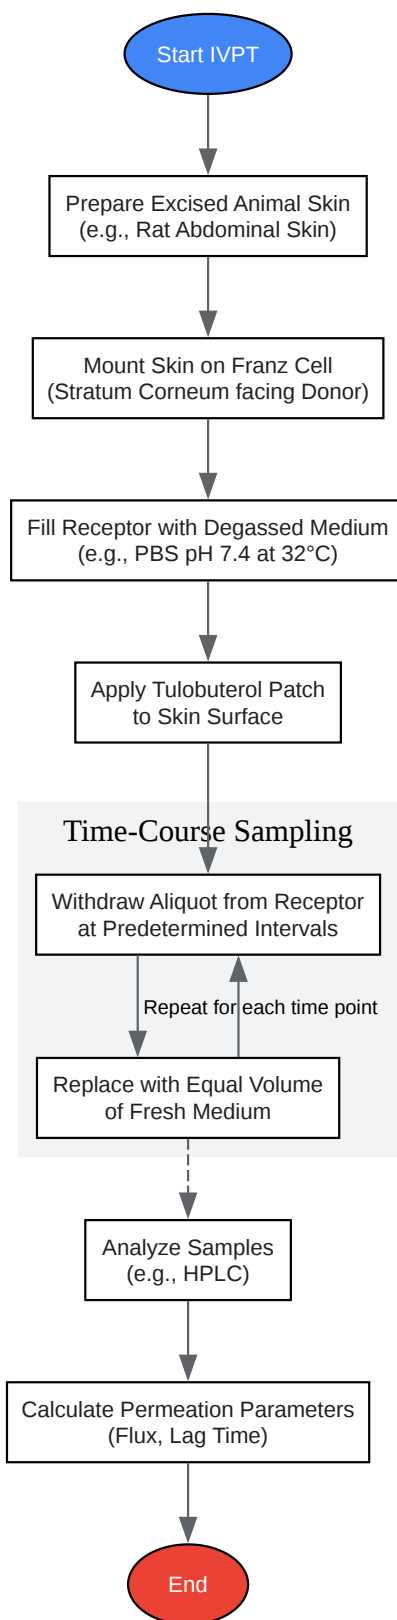 Start IVPT
Prepare Excised Animal Skin
(e.g., Rat Abdominal Skin)
Mount Skin on Franz Cell
(Stratum Corneum facing Donor)
Fill Receptor with Degassed Medium
(e.g., PBS pH 7.4 at 32°C)
Apply Tulobuterol Patch
to Skin Surface
Time-Course Sampling
Withdraw Aliquot from Receptor
at Predetermined Intervals
Repeat for each time point
Replace with Equal Volume
of Fresh Medium
Analyze Samples
(e.g., HPLC)
Calculate Permeation Parameters
(Flux, Lag Time)
End